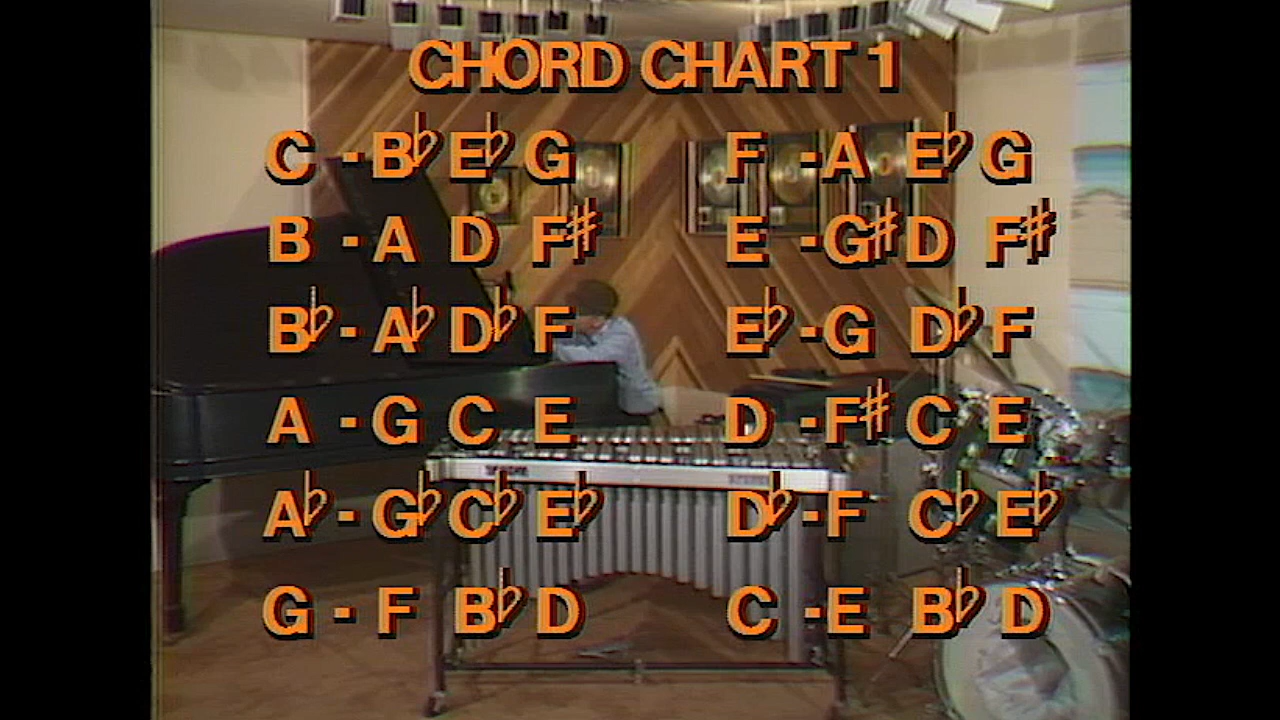 CHORD CHART 1
C - B♭ E♭ G F - A E♭ G
B - A D F♯ E - G♯ D F♯
B♭ - A♭ D♭ F E♭ - G D♭ F
A - G C E D - F♯ C E
A♭ - G♭ C♭ E♭ D♭ - F C♭ E♭
G - F B♭ D C - E B♭ D